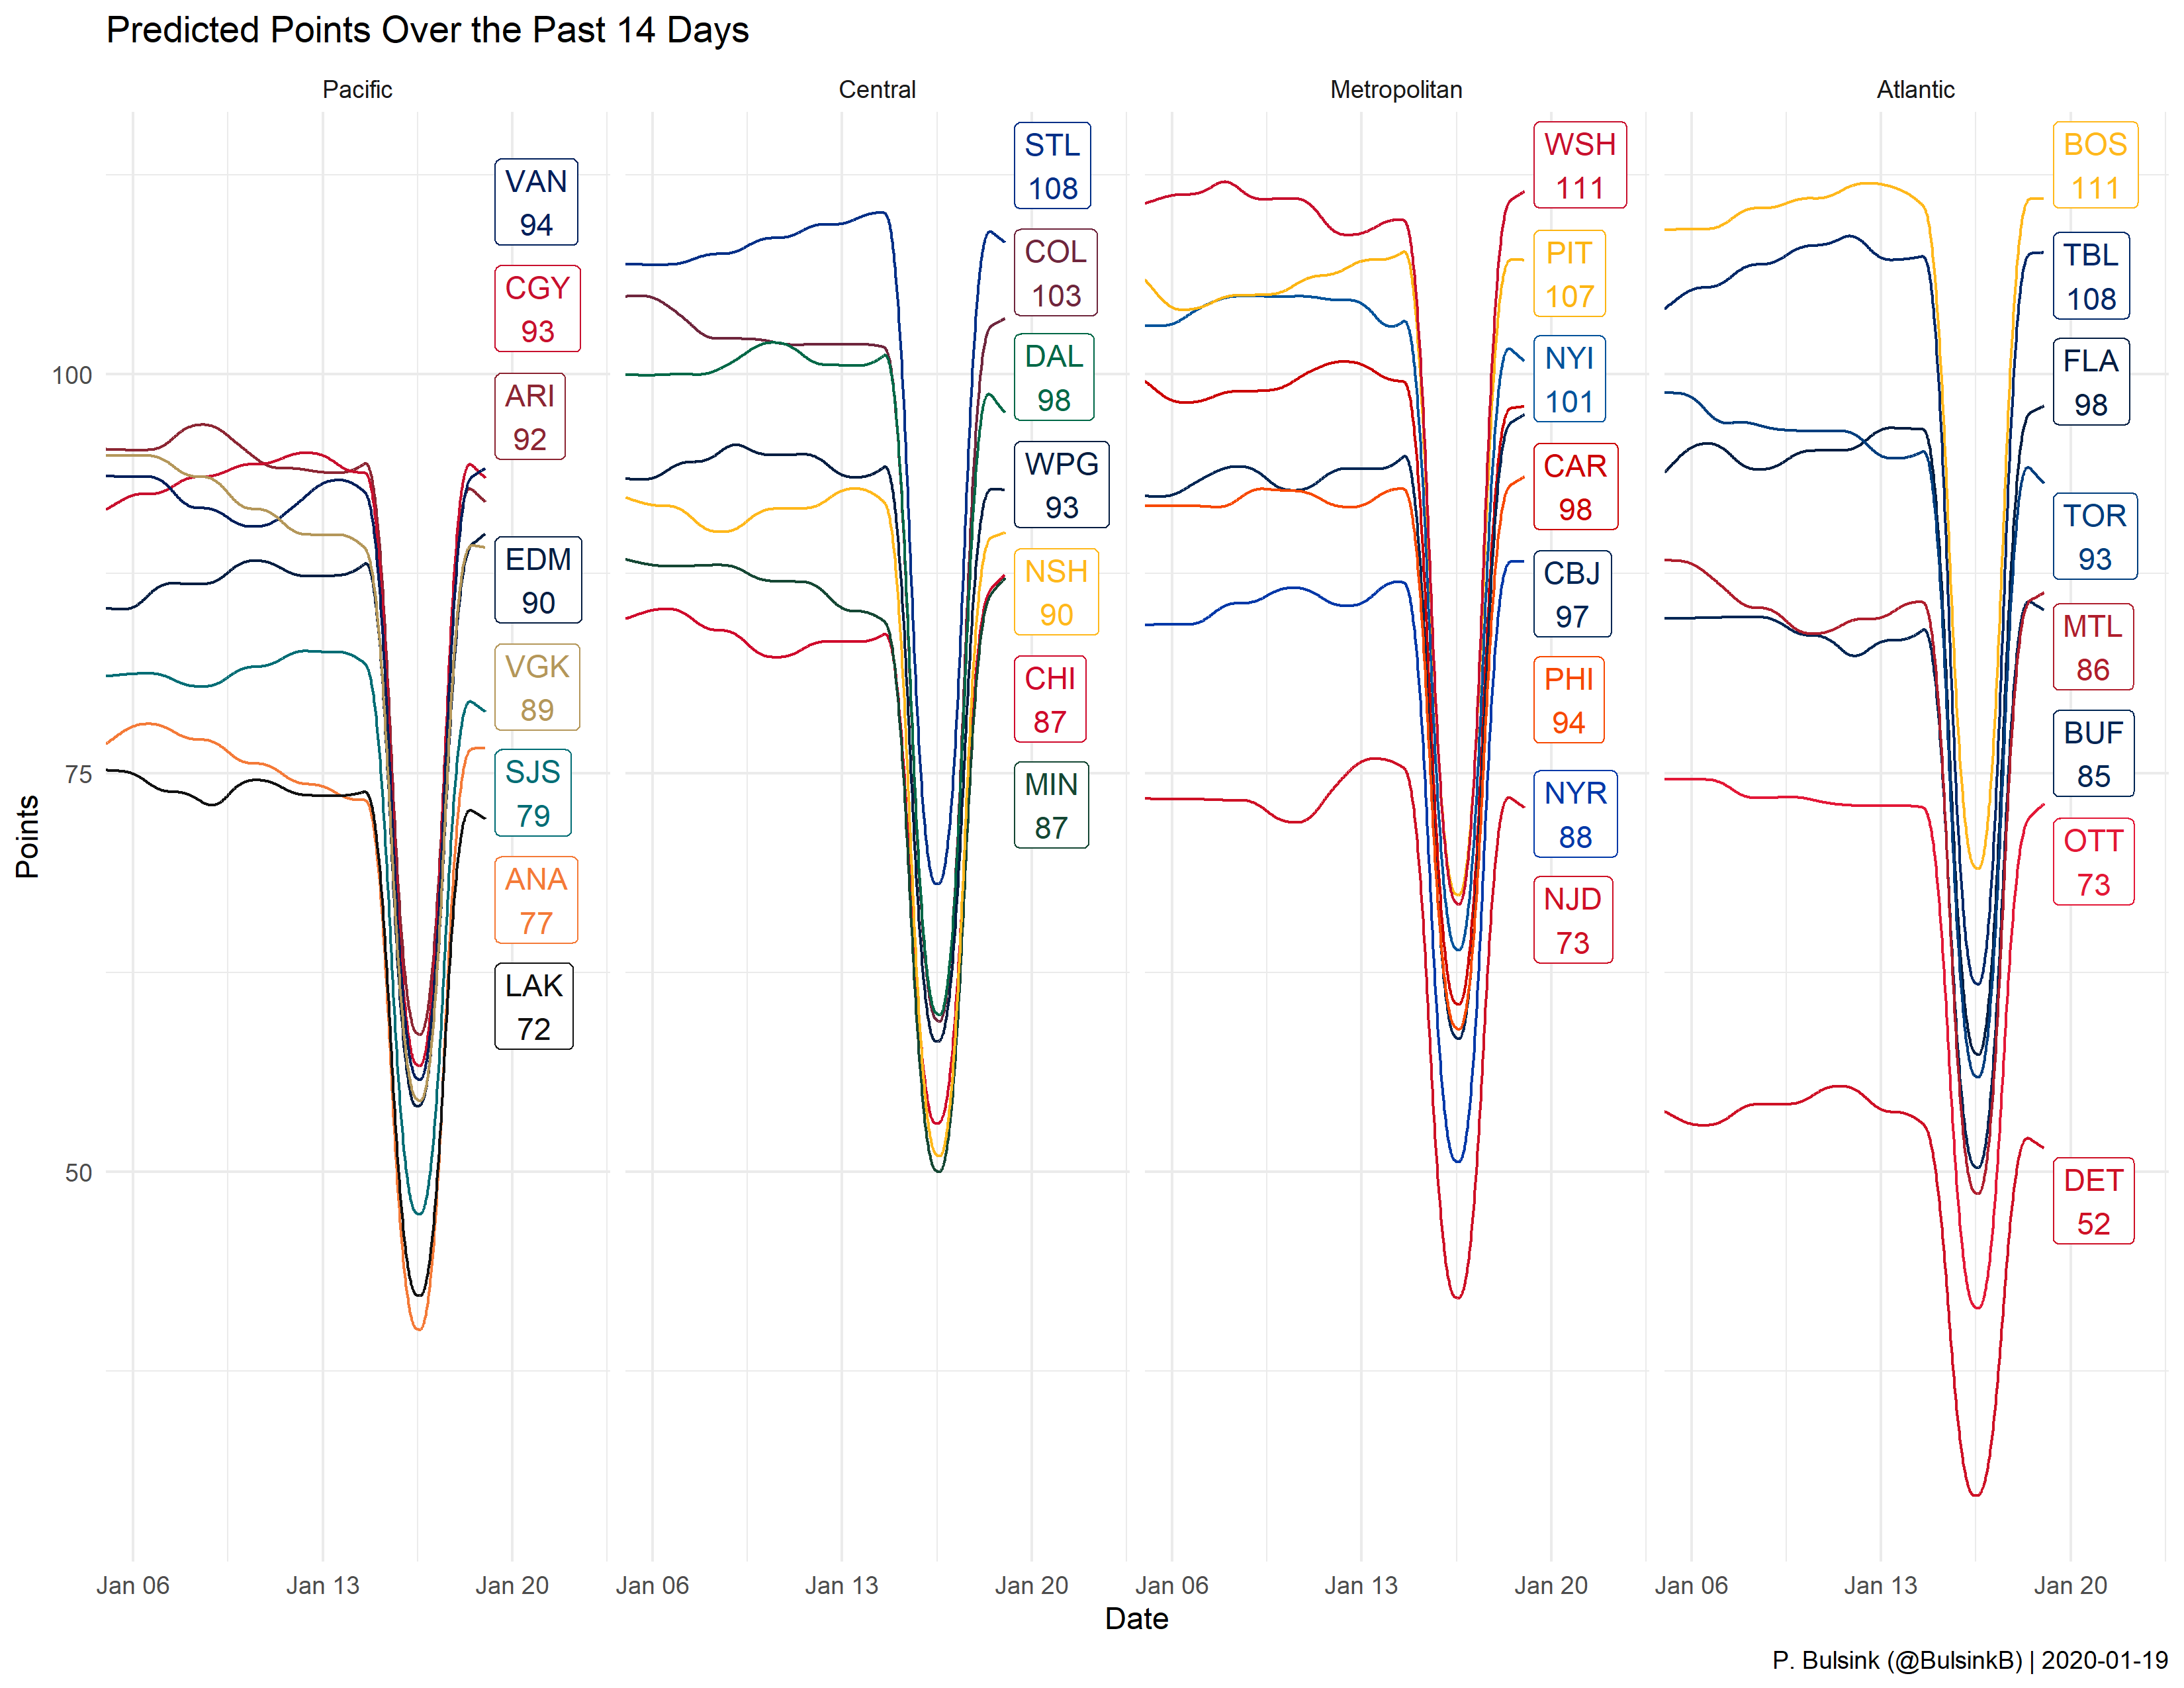 Predicted Points Over the Past 14 Days
Pacific
Central
Metropolitan
Atlantic
Points
100
75
50
VAN
94
CGY
93
ARI
92
EDM
90
VGK
89
SJS
79
ANA
77
LAK
72
STL
108
COL
103
DAL
98
WPG
93
NSH
90
CHI
87
MIN
87
WSH
111
PIT
107
NYI
101
CAR
98
CBJ
97
PHI
94
NYR
88
NJD
73
BOS
111
TBL
108
FLA
98
TOR
93
MTL
86
BUF
85
OTT
73
DET
52
Jan 06
Jan 13
Jan 20
Jan 06
Jan 13
Jan 20
Jan 06
Jan 13
Jan 20
Jan 06
Jan 13
Jan 20
Date
P. Bulsink (@BulsinkB) | 2020-01-19